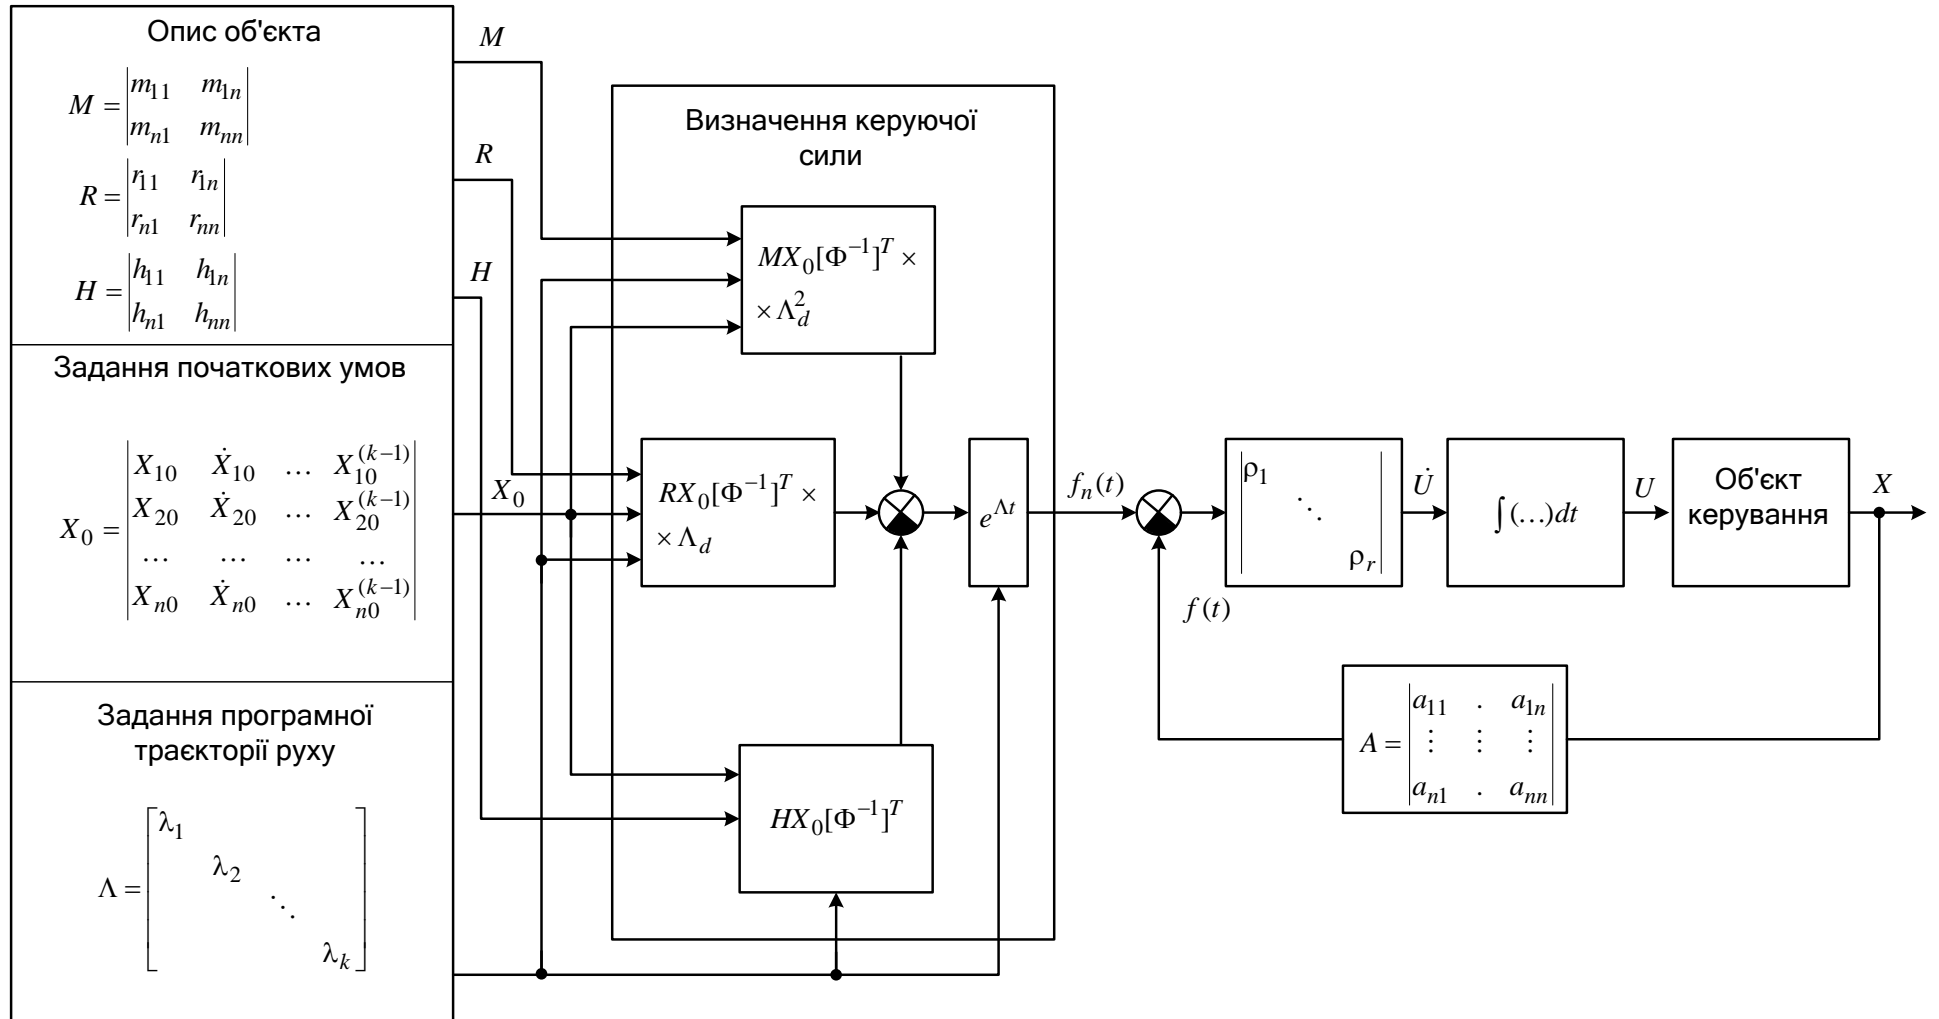 Опис об'єкта
M = |m₁₁ m₁ₙ|
|mₙ₁ mₙₙ|
R = |r₁₁ r₁ₙ|
|rₙ₁ rₙₙ|
H = |h₁₁ h₁ₙ|
|hₙ₁ hₙₙ|
Задання початкових умов
X₀ = |X₁₀ Ẋ₁₀ … X₁₀^(k−1)|
|X₂₀ Ẋ₂₀ … X₂₀^(k−1)|
|… … … …|
|Xₙ₀ Ẋₙ₀ … Xₙ₀^(k−1)|
Задання програмної
траєкторії руху
Λ = [λ₁
λ₂
⋱
λₖ]
M
R
H
X₀
Визначення керуючої
сили
MX₀[Φ⁻¹]ᵀ ×
× Λ_d²
RX₀[Φ⁻¹]ᵀ ×
× Λ_d
HX₀[Φ⁻¹]ᵀ
e^(Λt)
fₙ(t)
f(t)
|ρ₁
⋱
ρᵣ|
U̇
∫(…)dt
U
Об'єкт
керування
X
A = |a₁₁ . a₁ₙ|
|⋮ ⋮ ⋮|
|aₙ₁ . aₙₙ|